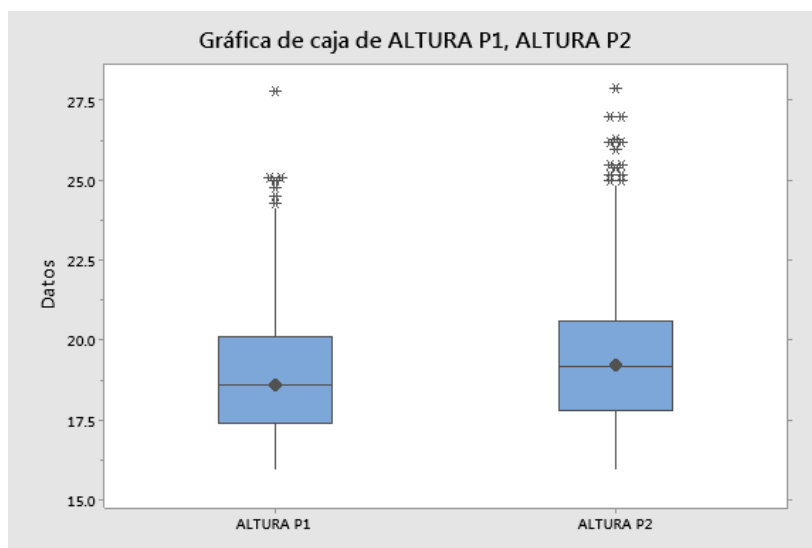 Gráfica de caja de ALTURA P1, ALTURA P2
27.5
25.0
22.5
20.0
17.5
15.0
Datos
ALTURA P1 ALTURA P2